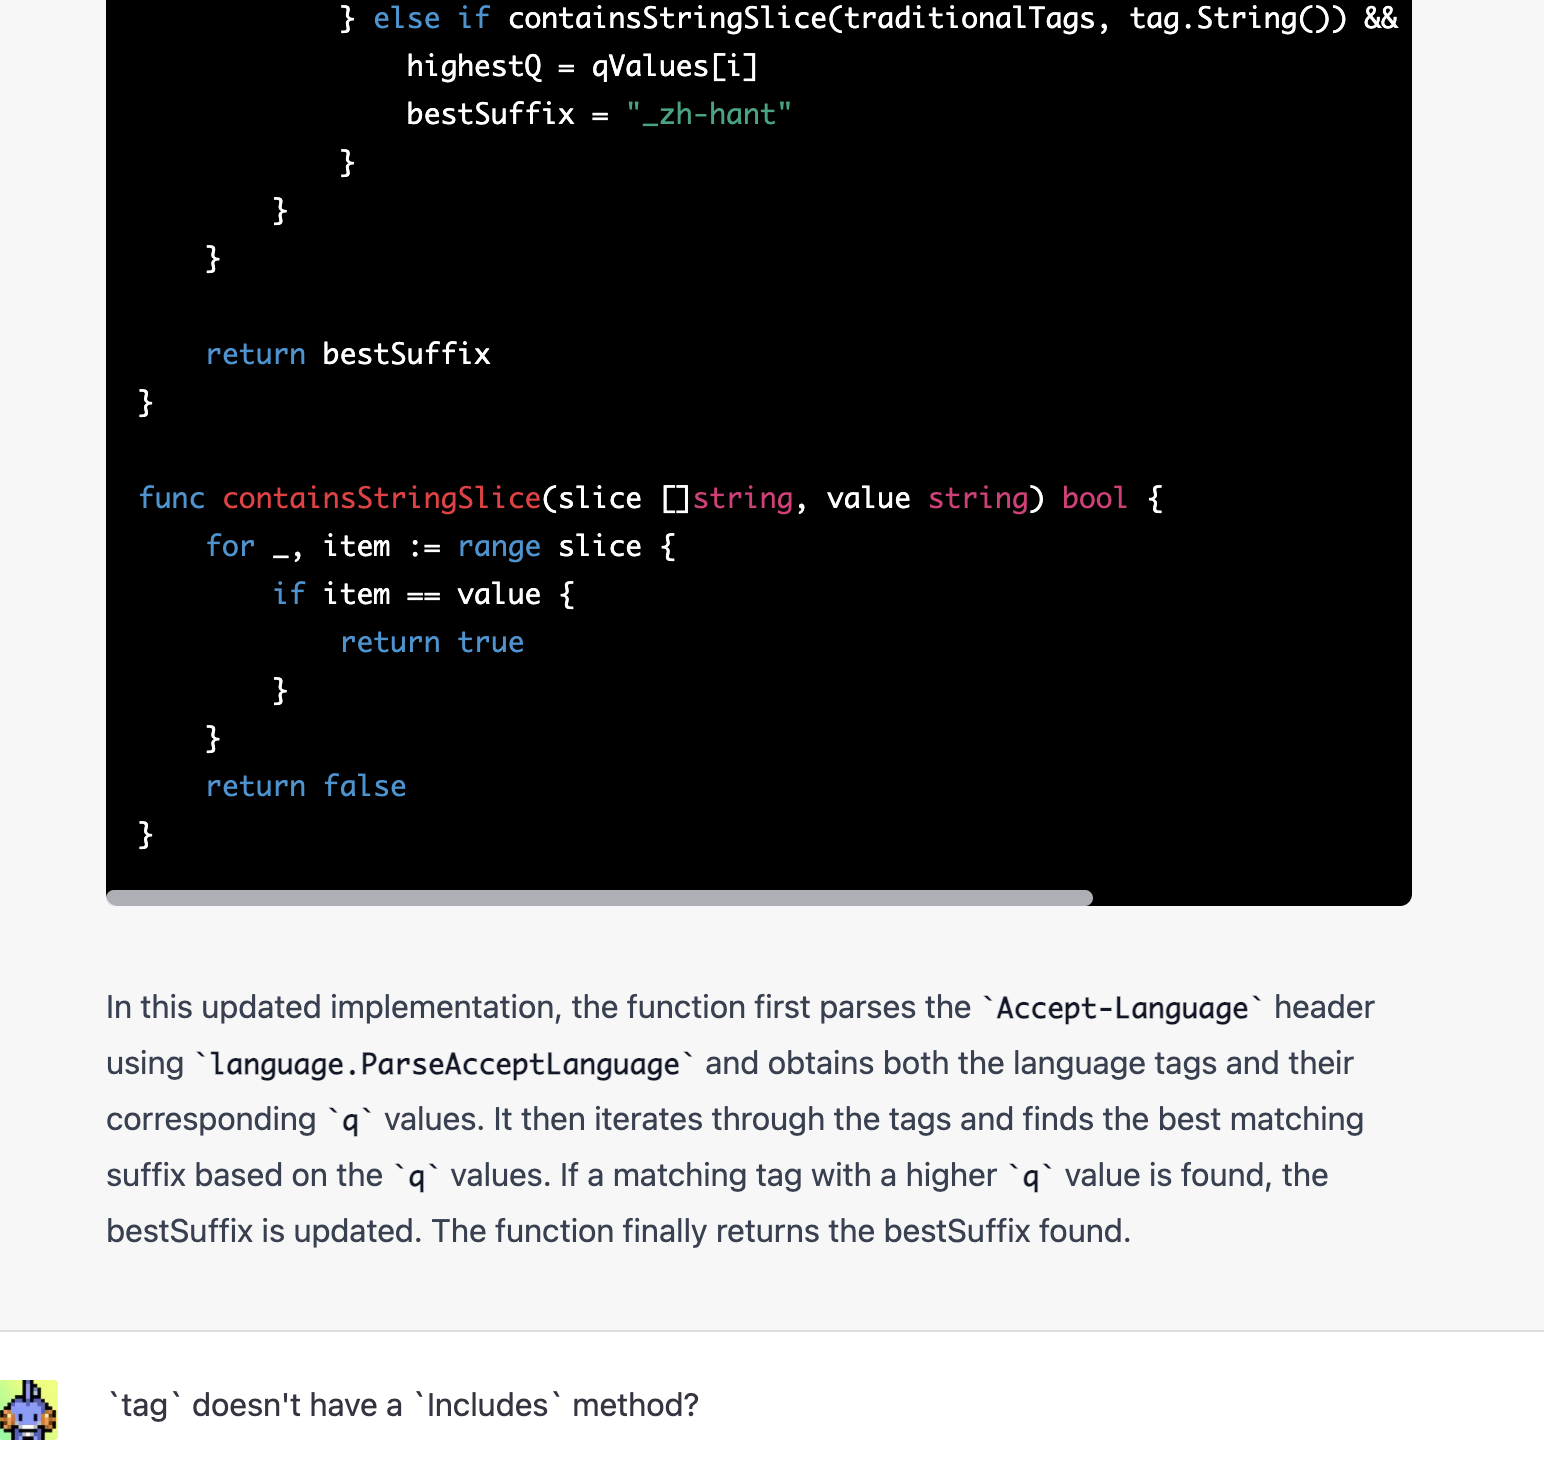 } else if containsStringSlice(traditionalTags, tag.String()) &&
highestQ = qValues[i]
bestSuffix = "_zh-hant"
}
}
}
return bestSuffix
}
func containsStringSlice(slice []string, value string) bool {
for _, item := range slice {
if item == value {
return true
}
}
return false
}
In this updated implementation, the function first parses the `Accept-Language` header
using `language.ParseAcceptLanguage` and obtains both the language tags and their
corresponding `q` values. It then iterates through the tags and finds the best matching
suffix based on the `q` values. If a matching tag with a higher `q` value is found, the
bestSuffix is updated. The function finally returns the bestSuffix found.
`tag` doesn't have a `Includes` method?